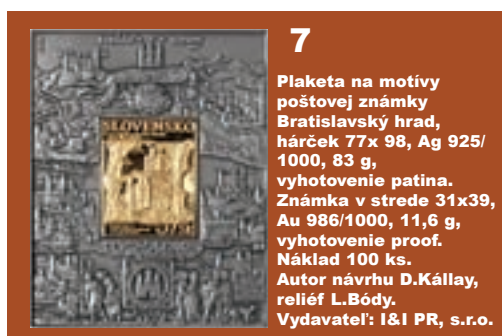 7
Plaketa na motívy
poštovej známky
Bratislavský hrad,
hárček 77x 98, Ag 925/
1000, 83 g,
vyhotovenie patina.
Známka v strede 31x39,
Au 986/1000, 11,6 g,
vyhotovenie proof.
Náklad 100 ks.
Autor návrhu D.Kállay,
reliéf L.Bódy.
Vydavateľ: I&I PR, s.r.o.
SLOVENSKO